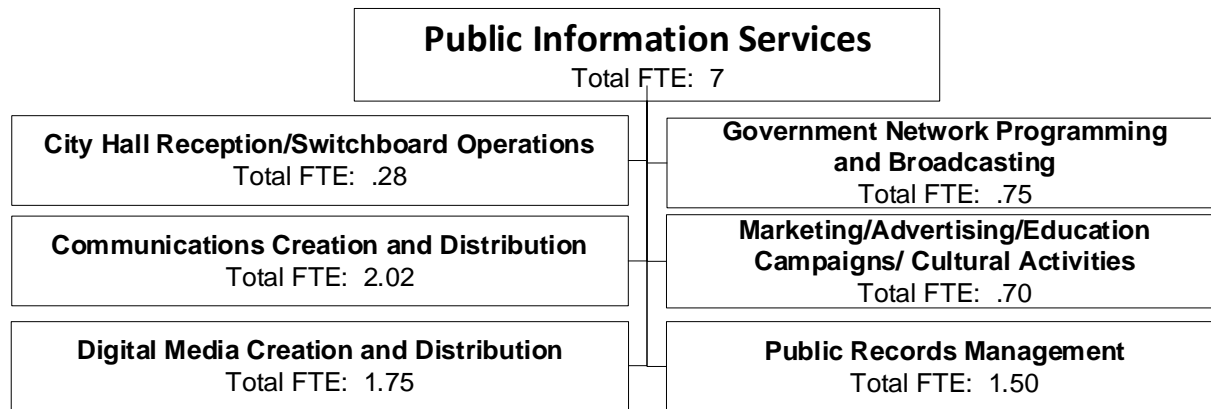 Public Information Services
Total FTE: 7
City Hall Reception/Switchboard Operations
Total FTE: .28
Government Network Programming
and Broadcasting
Total FTE: .75
Communications Creation and Distribution
Total FTE: 2.02
Marketing/Advertising/Education
Campaigns/ Cultural Activities
Total FTE: .70
Digital Media Creation and Distribution
Total FTE: 1.75
Public Records Management
Total FTE: 1.50